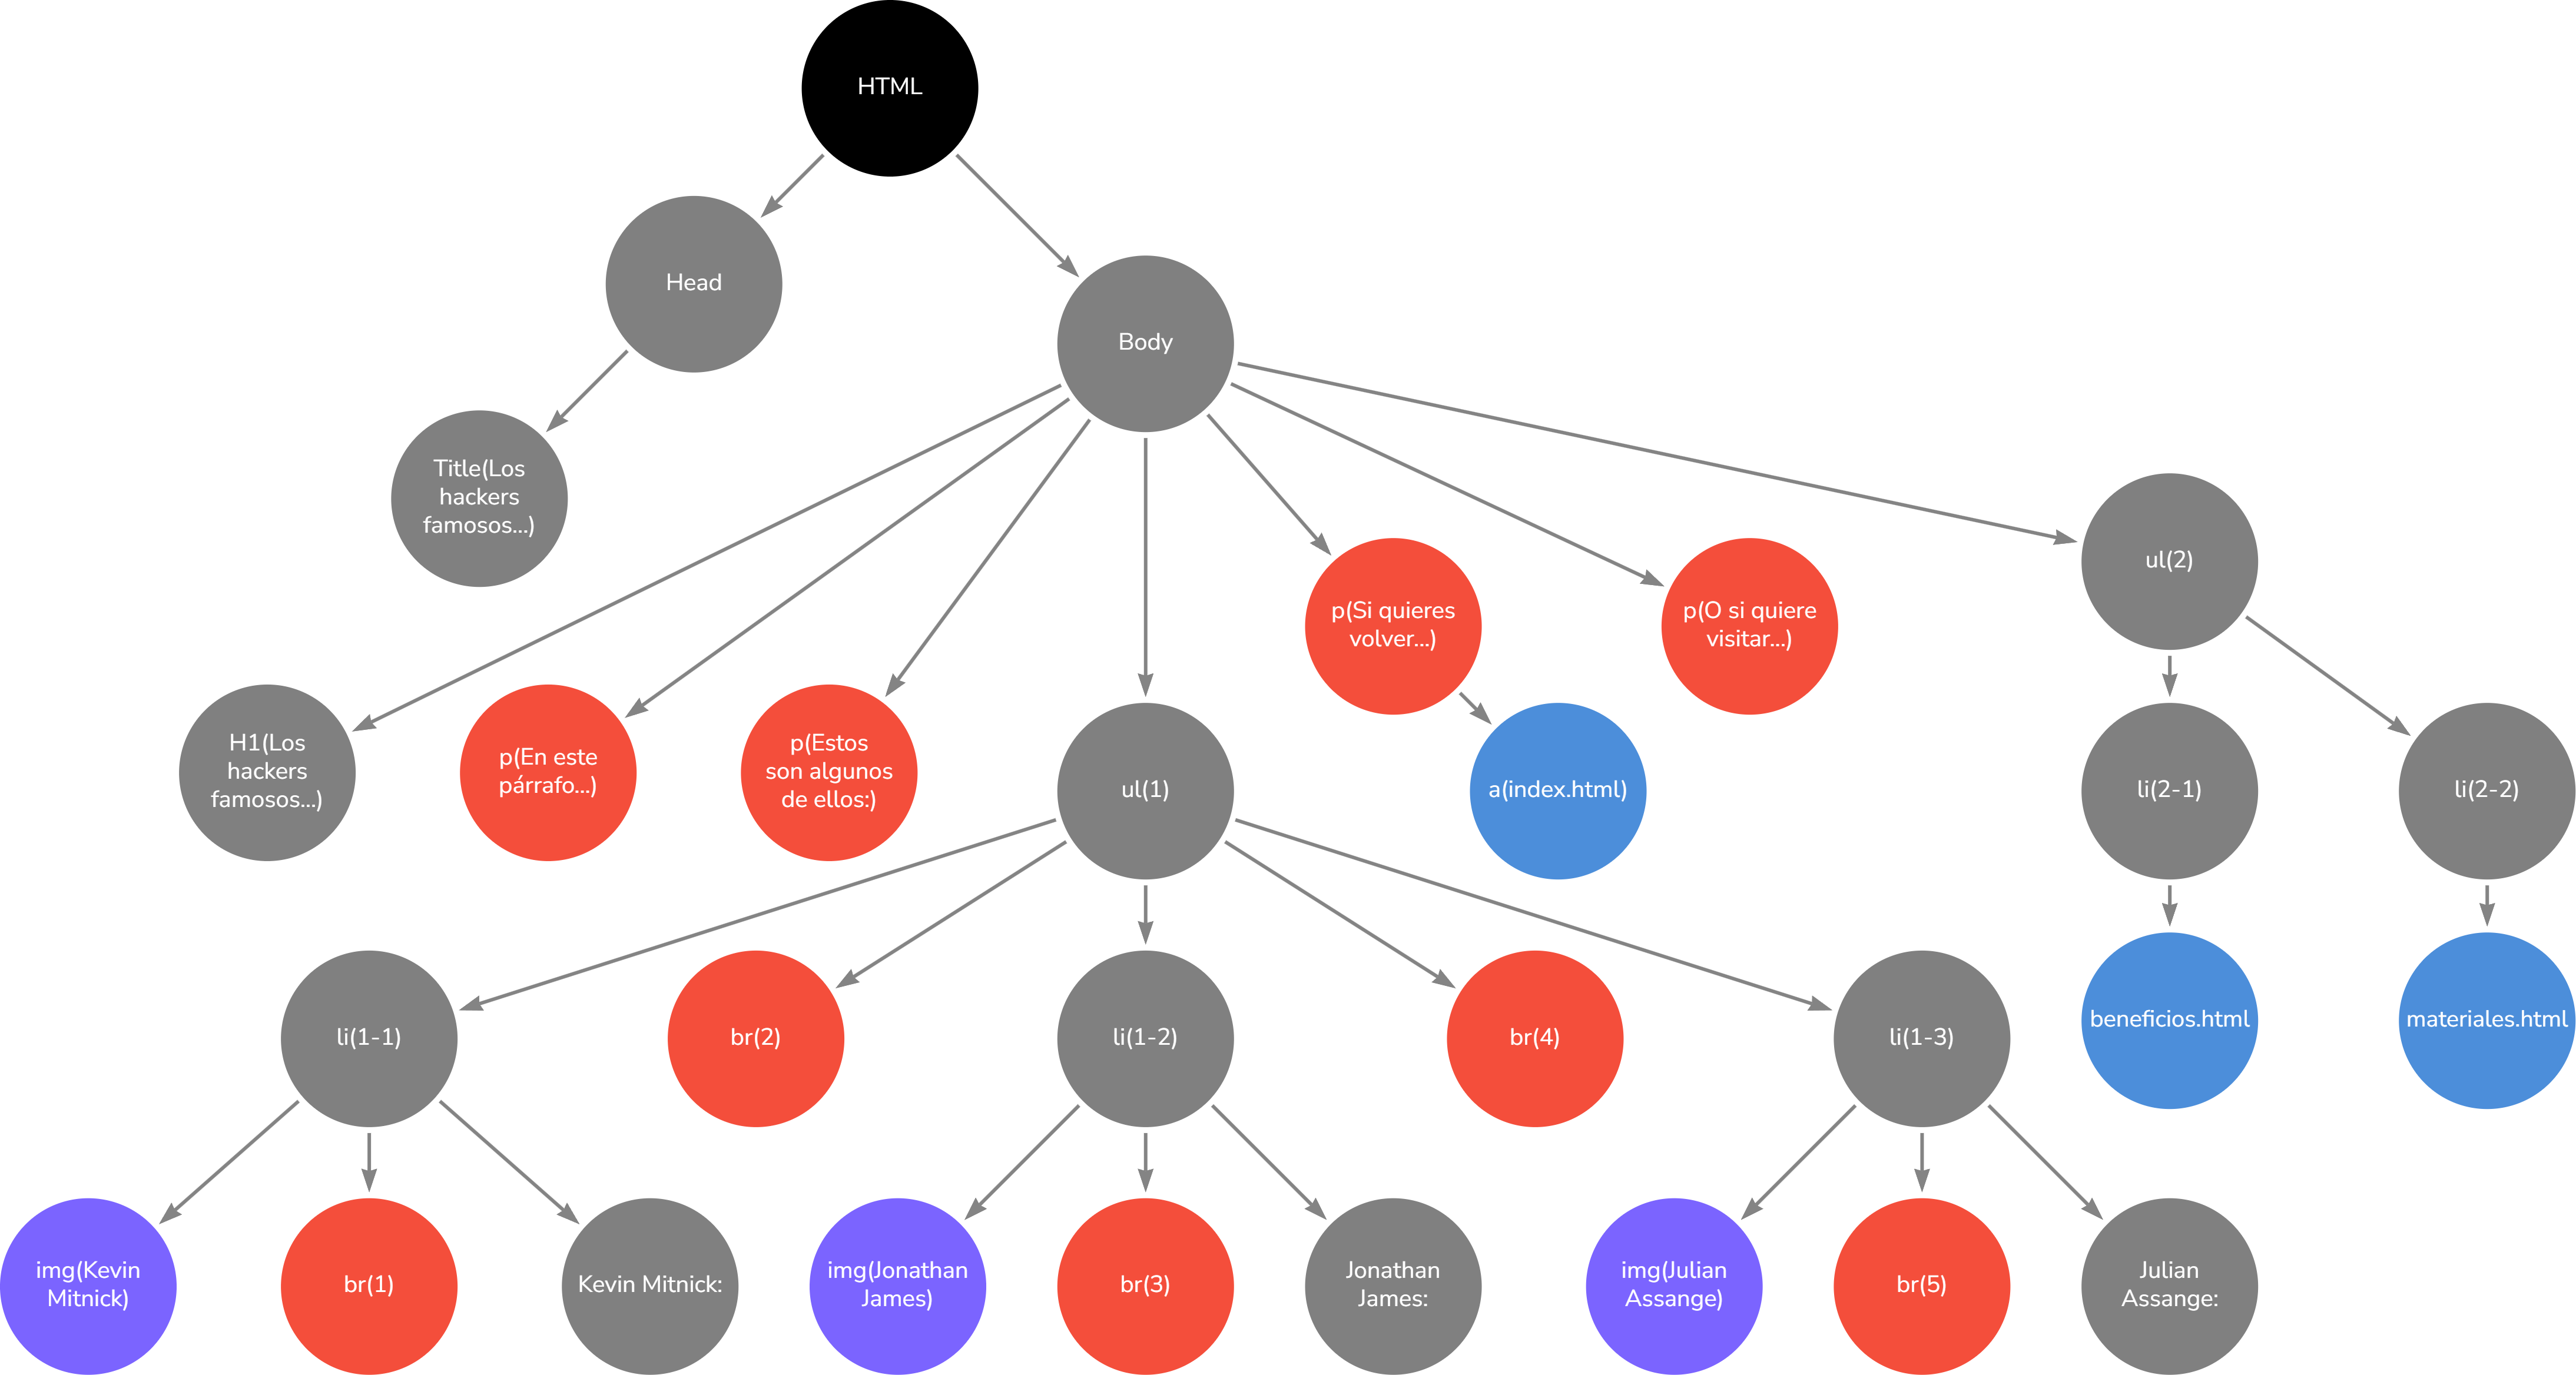 HTML
Head
Body
Title(Los
hackers
famosos...)
ul(2)
p(Si quieres
volver...)
p(O si quiere
visitar...)
H1(Los
hackers
famosos...)
p(En este
párrafo...)
p(Estos
son algunos
de ellos:)
ul(1)
a(index.html)
li(2-1)
li(2-2)
li(1-1)
br(2)
li(1-2)
br(4)
li(1-3)
beneficios.html
materiales.html
img(Kevin
Mitnick)
br(1)
Kevin Mitnick:
img(Jonathan
James)
br(3)
Jonathan
James:
img(Julian
Assange)
br(5)
Julian
Assange: